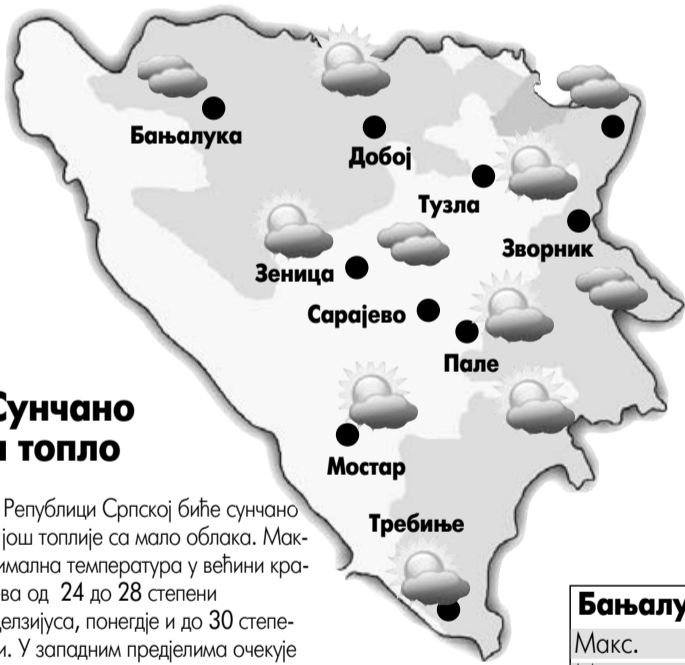 Бањалука
Добој
Тузла
Зворник
Зеница
Сарајево
Пале
Мостар
Требиње
Сунчано
и топло
Републици Српској биће сунчано
још топлије са мало облака. Мак-
имална температура у већини кра-
ва од 24 до 28 степени
елзијуса, понегдје и до 30 степе-
и. У западним предјелима очекује
Бањалу
Макс.